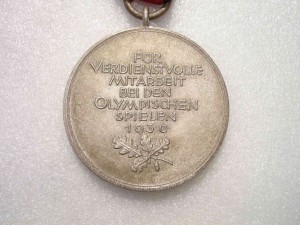 FÜR
VERDIENSTVOLLE
MITARBEIT
BEI DEN
OLYMPISCHEN
SPIELEN
1936